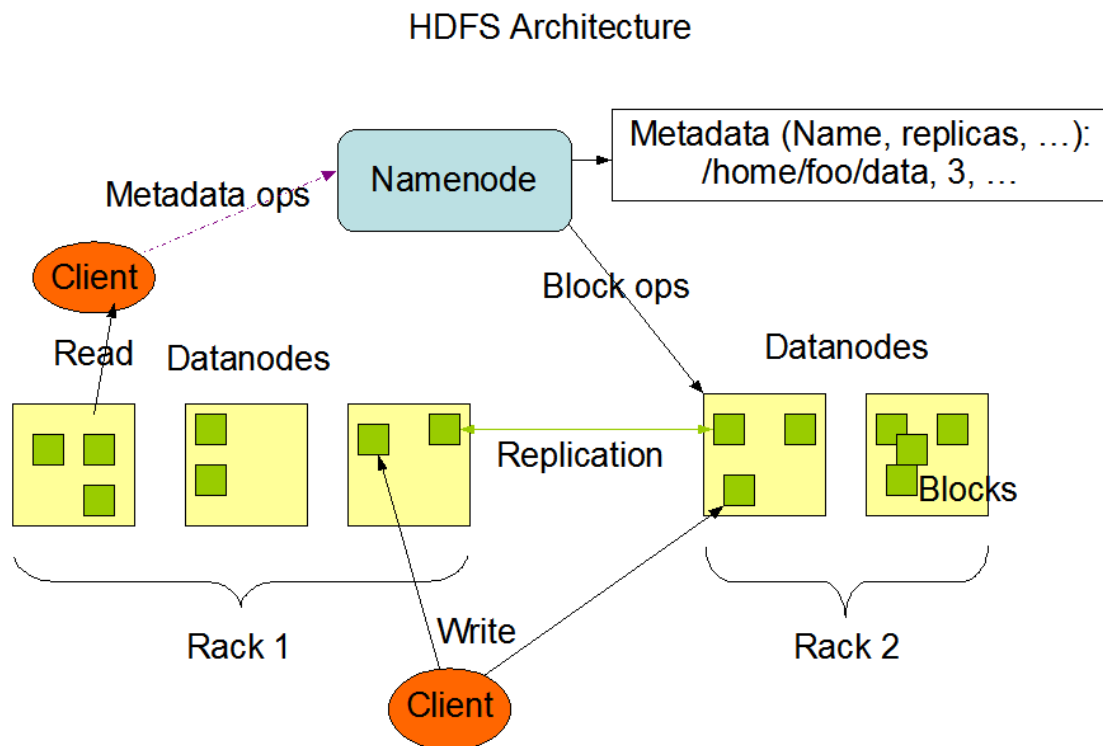 HDFS Architecture
Metadata (Name, replicas, …):
/home/foo/data, 3, …
Namenode
Metadata ops
Client
Block ops
Read
Datanodes
Datanodes
Replication
Blocks
Rack 1
Write
Rack 2
Client